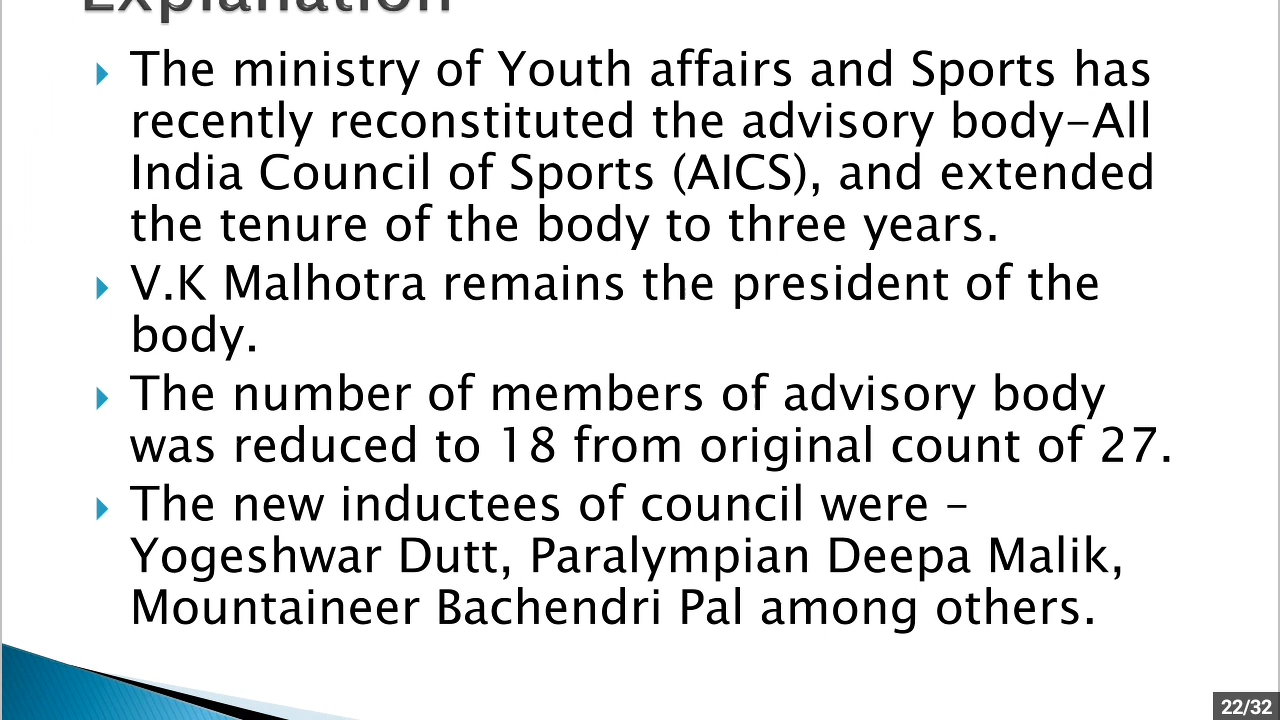 Explanation
The ministry of Youth affairs and Sports has
recently reconstituted the advisory body-All
India Council of Sports (AICS), and extended
the tenure of the body to three years.
V.K Malhotra remains the president of the
body.
The number of members of advisory body
was reduced to 18 from original count of 27.
The new inductees of council were -
Yogeshwar Dutt, Paralympian Deepa Malik,
Mountaineer Bachendri Pal among others.
22/32